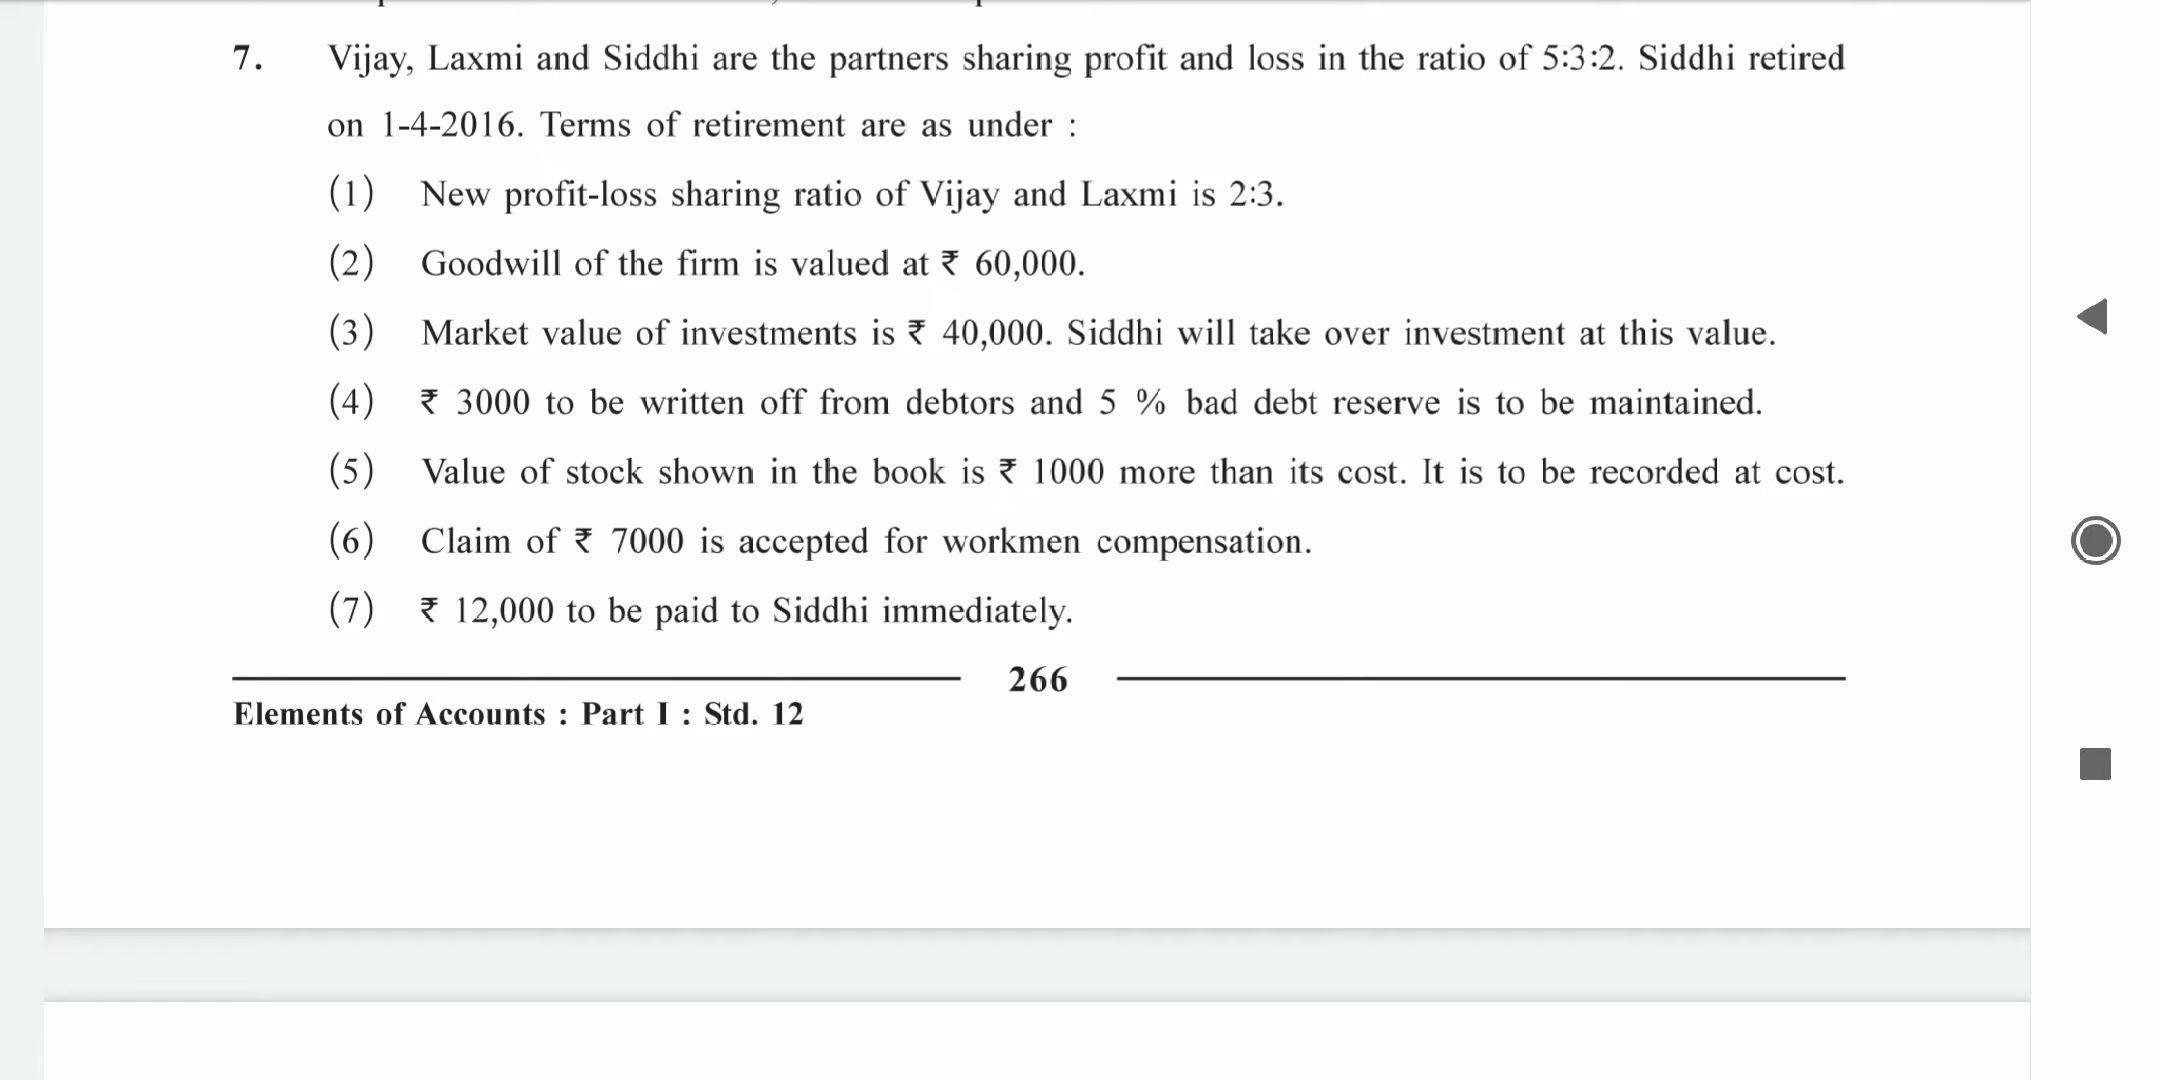 7. Vijay, Laxmi and Siddhi are the partners sharing profit and loss in the ratio of 5:3:2. Siddhi retired
on 1-4-2016. Terms of retirement are as under :
(1) New profit-loss sharing ratio of Vijay and Laxmi is 2:3.
(2) Goodwill of the firm is valued at ₹ 60,000.
(3) Market value of investments is ₹ 40,000. Siddhi will take over investment at this value.
(4) ₹ 3000 to be written off from debtors and 5 % bad debt reserve is to be maintained.
(5) Value of stock shown in the book is ₹ 1000 more than its cost. It is to be recorded at cost.
(6) Claim of ₹ 7000 is accepted for workmen compensation.
(7) ₹ 12,000 to be paid to Siddhi immediately.
266
Elements of Accounts : Part I : Std. 12